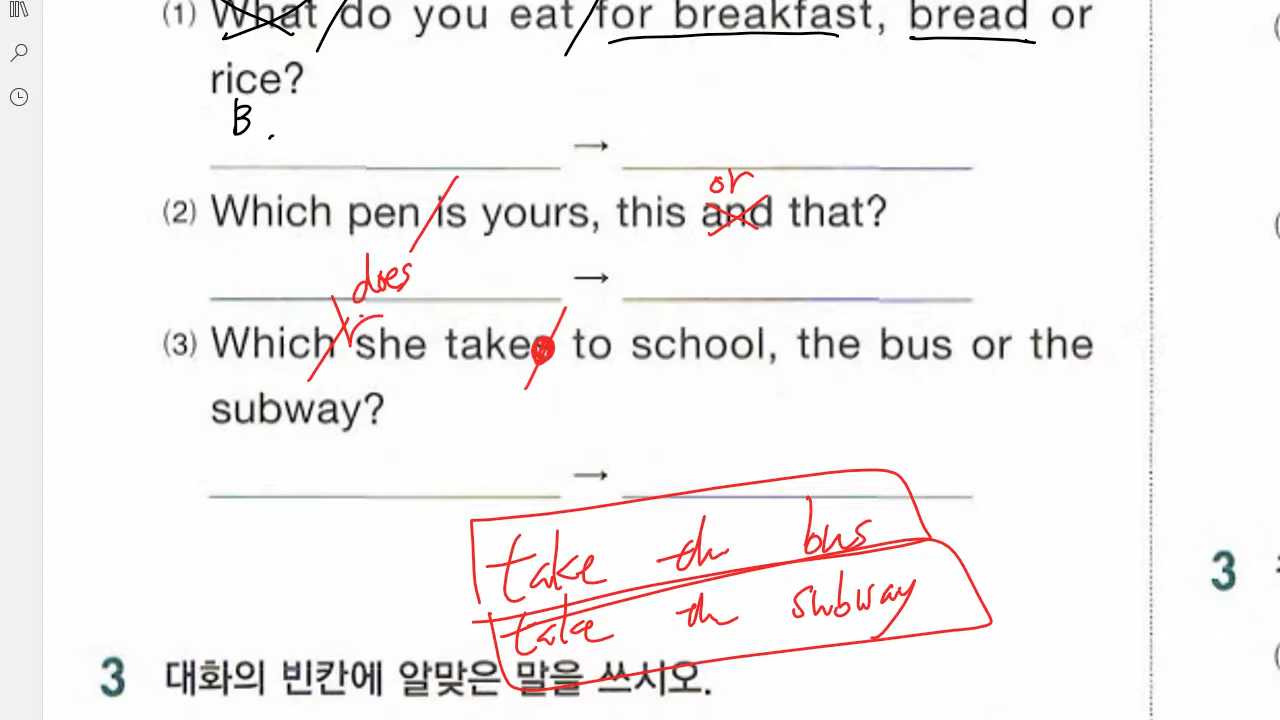 (1) What do you eat for breakfast, bread or
rice?
B.
→
or
(2) Which pen is yours, this and that?
→
does
(3) Which she takes to school, the bus or the
subway?
→
take the bus
take the subway
3 대화의 빈칸에 알맞은 말을 쓰시오.
3